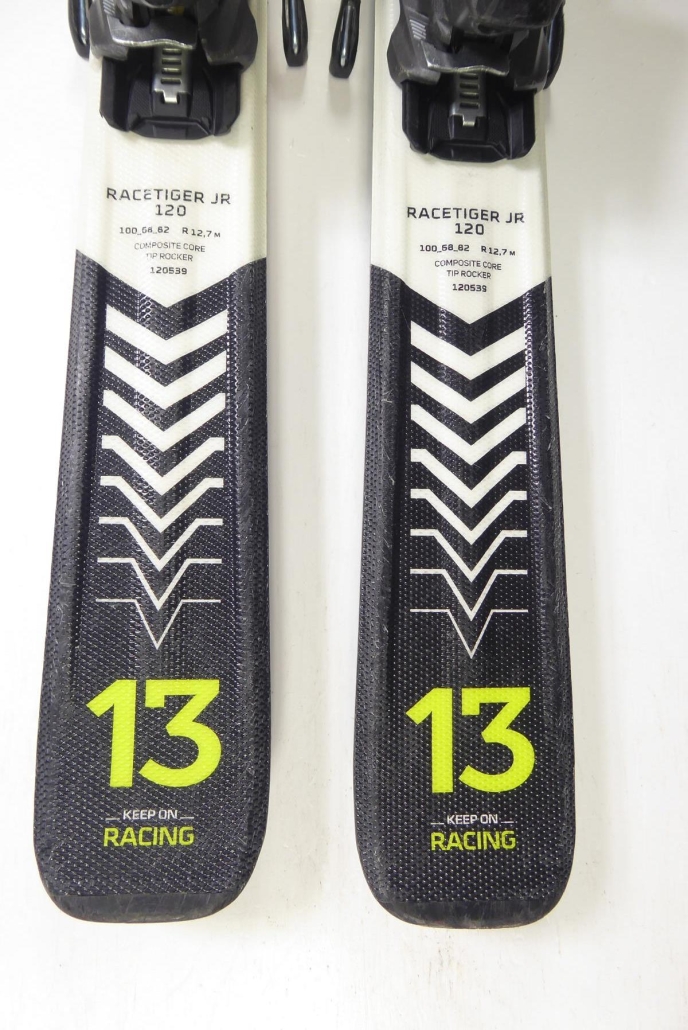 RACETIGER JR
120
100_68_82 R 12,7 M
COMPOSITE CORE
TIP ROCKER
120539
13
KEEP ON
RACING
RACETIGER JR
120
100_68_82 R 12,7 M
COMPOSITE CORE
TIP ROCKER
120539
13
KEEP ON
RACING